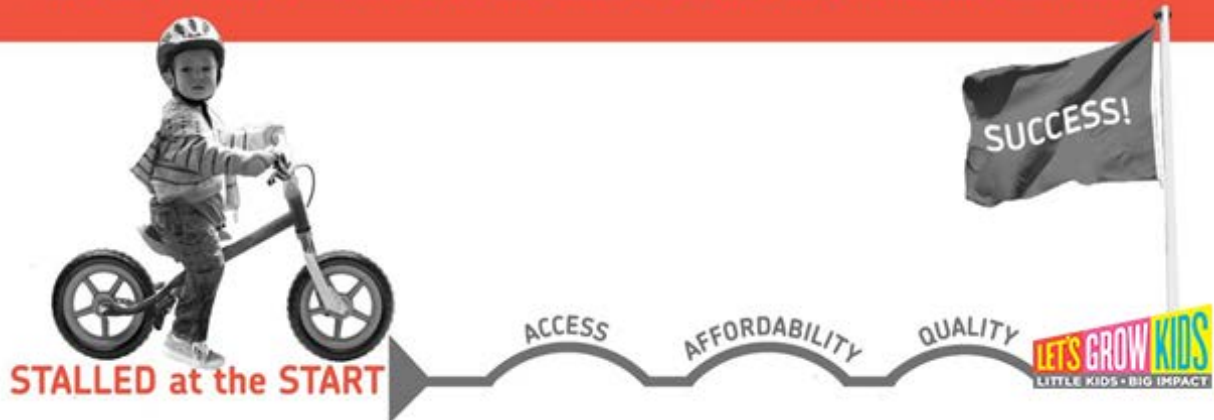 SUCCESS!
ACCESS
AFFORDABILITY
QUALITY
STALLED at the START
LET'S GROW KIDS
LITTLE KIDS • BIG IMPACT